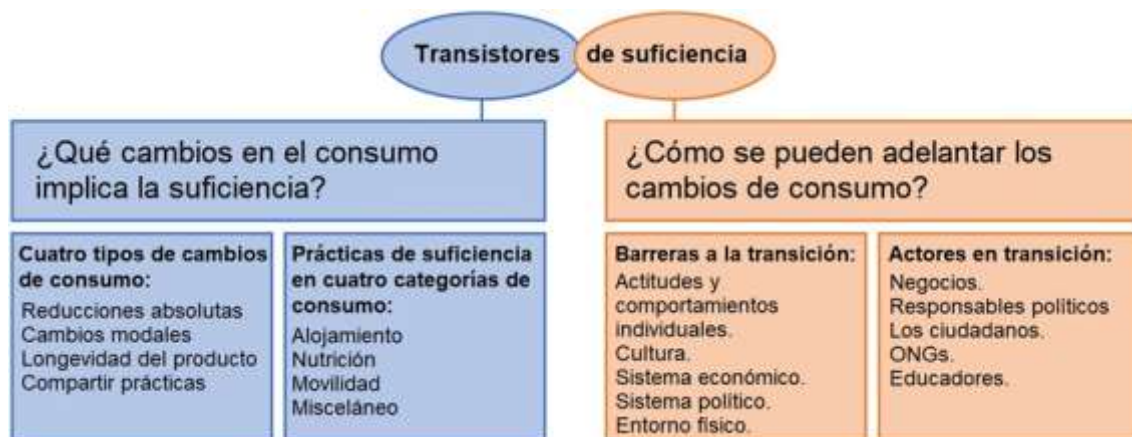 Transistores de suficiencia
¿Qué cambios en el consumo
implica la suficiencia?
Cuatro tipos de cambios
de consumo:
Reducciones absolutas
Cambios modales
Longevidad del producto
Compartir prácticas
Prácticas de suficiencia
en cuatro categorías de
consumo:
Alojamiento
Nutrición
Movilidad
Misceláneo
¿Cómo se pueden adelantar los
cambios de consumo?
Barreras a la transición:
Actitudes y
comportamientos
individuales.
Cultura.
Sistema económico.
Sistema político.
Entorno físico.
Actores en transición:
Negocios.
Responsables políticos
Los ciudadanos.
ONGs.
Educadores.